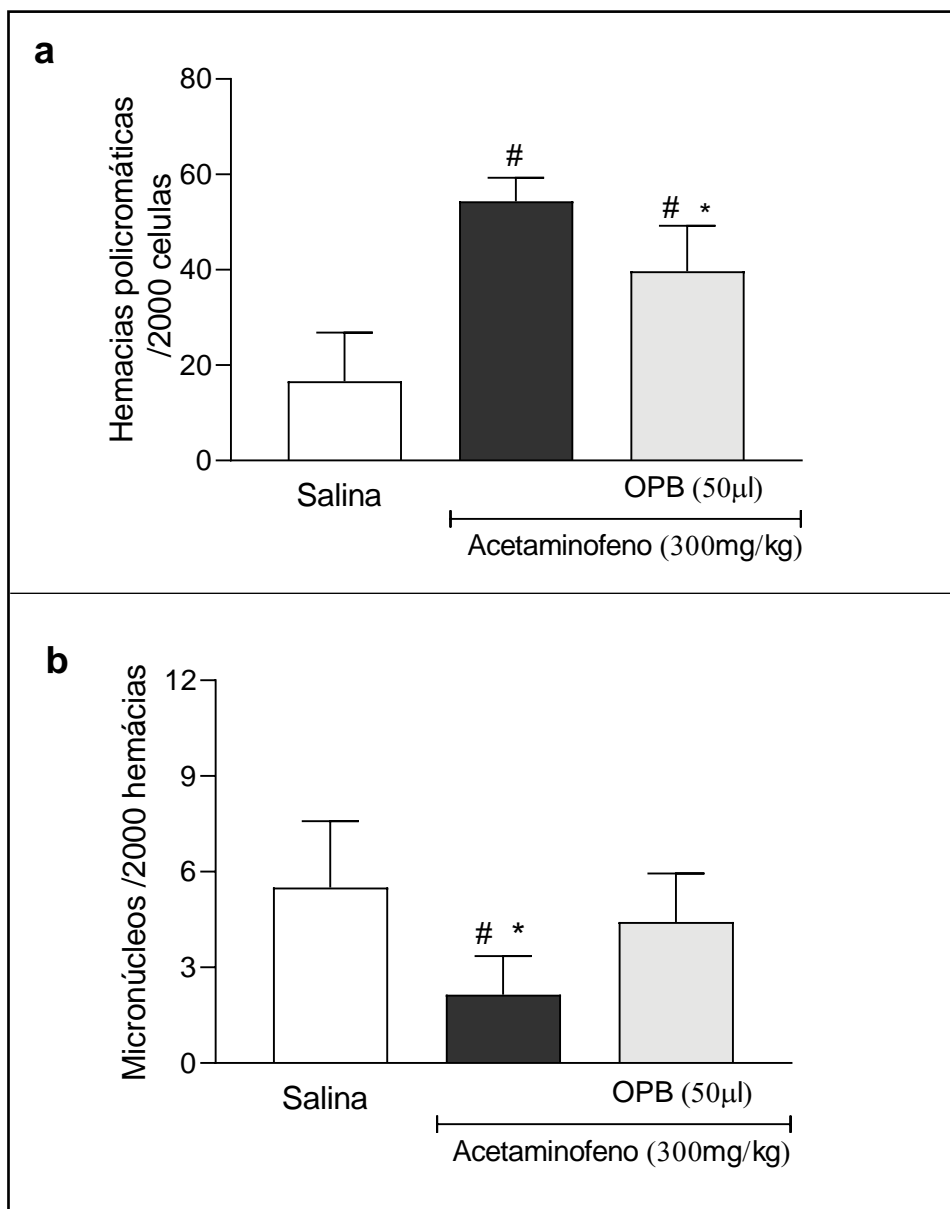 a
Hemacias policromáticas
/2000 celulas
80
60
40
20
0
#
# *
Salina
OPB (50µl)
Acetaminofeno (300mg/kg)
b
Micronúcleos /2000 hemácias
12
9
6
3
0
# *
Salina
OPB (50µl)
Acetaminofeno (300mg/kg)